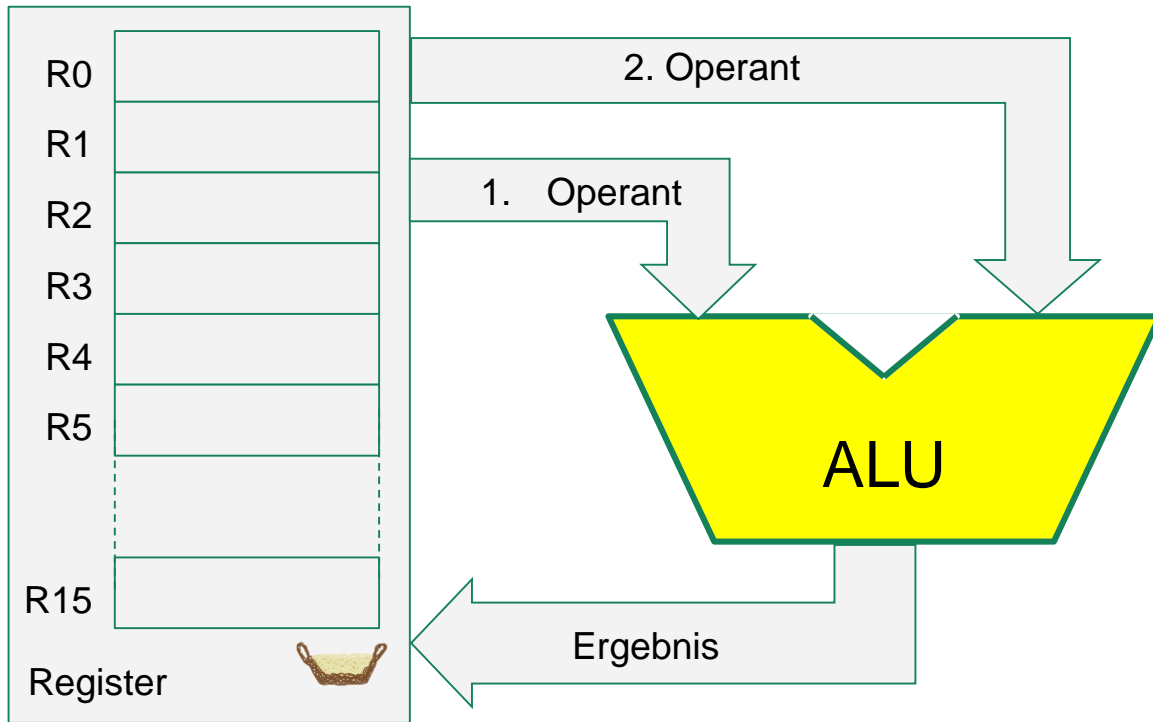 R0
R1
R2
R3
R4
R5
R15
Register
2. Operant
1. Operant
ALU
Ergebnis